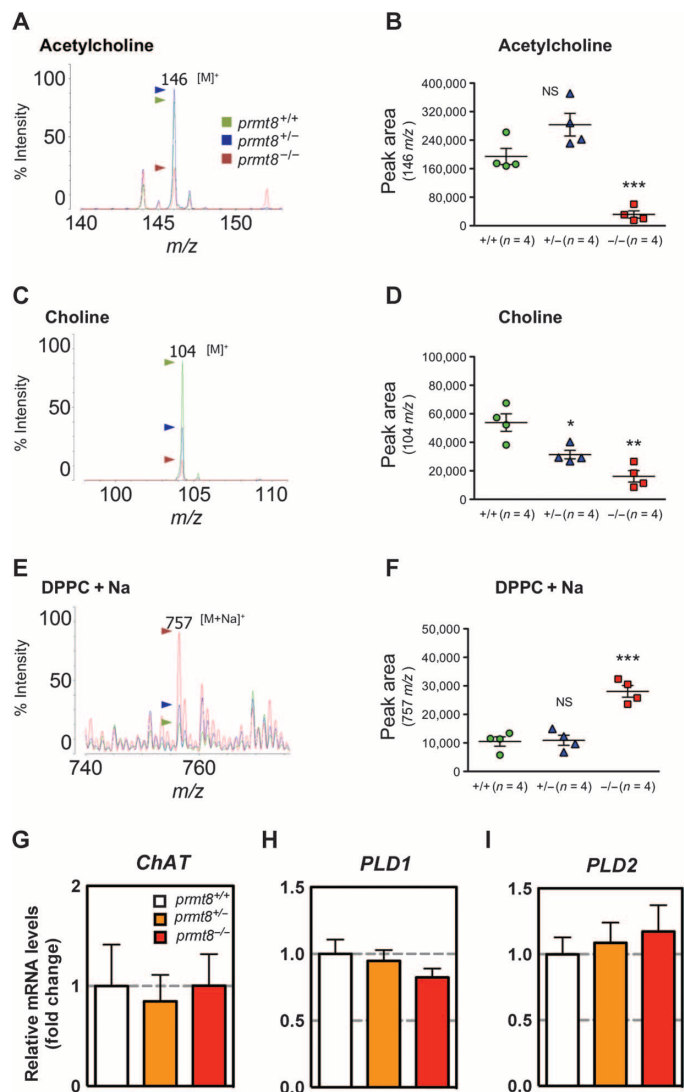 A
Acetylcholine
% Intensity
100
50
0
146
[M]⁺
prmt8⁺/⁺
prmt8⁺/⁻
prmt8⁻/⁻
140 145 150
m/z
B
Acetylcholine
Peak area
(146 m/z)
400,000
320,000
240,000
160,000
80,000
0
NS
***
+/+ (n = 4) +/− (n = 4) −/− (n = 4)
C
Choline
% Intensity
100
50
0
104
[M]⁺
100 105 110
m/z
D
Choline
Peak area
(104 m/z)
100,000
80,000
60,000
40,000
20,000
0
*
**
+/+ (n = 4) +/− (n = 4) −/− (n = 4)
E
DPPC + Na
% Intensity
100
50
0
757
[M+Na]⁺
740 760
m/z
F
DPPC + Na
Peak area
(757 m/z)
50,000
40,000
30,000
20,000
10,000
0
NS
***
+/+ (n = 4) +/− (n = 4) −/− (n = 4)
G
ChAT
Relative mRNA levels
(fold change)
2
1
0
prmt8⁺/⁺
prmt8⁺/⁻
prmt8⁻/⁻
H
PLD1
1.5
1.0
0.5
0.0
I
PLD2
1.5
1.0
0.5
0.0